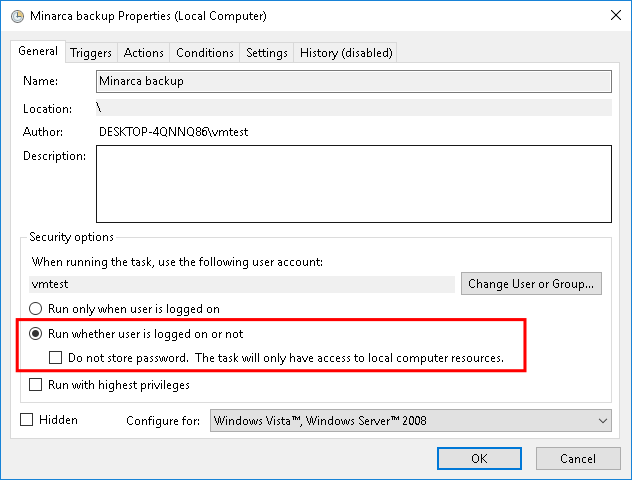 Minarca backup Properties (Local Computer)
General Triggers Actions Conditions Settings History (disabled)
Name: Minarca backup
Location: \
Author: DESKTOP-4QNNQ86\vmtest
Description:
Security options
When running the task, use the following user account:
vmtest Change User or Group...
Run only when user is logged on
Run whether user is logged on or not
Do not store password. The task will only have access to local computer resources.
Run with highest privileges
Hidden Configure for: Windows Vista™, Windows Server™ 2008
OK Cancel